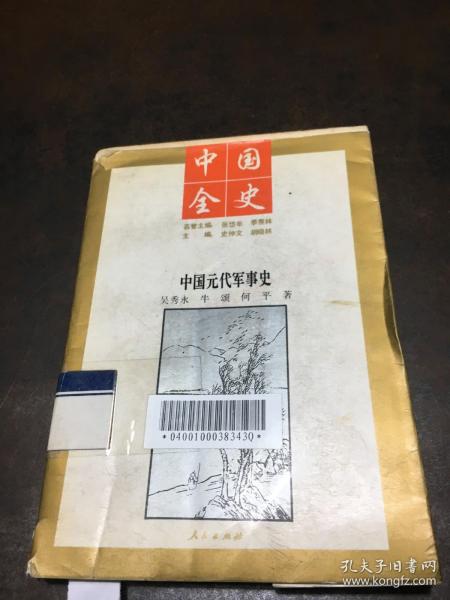 中国
全史
名誉主编 张岱年 季羡林
主编 史仲文 胡晓林
中国元代军事史
吴秀永 牛颂 何平 著
*04001000383430*
人民出版社
孔夫子旧书网
www.kongfz.com